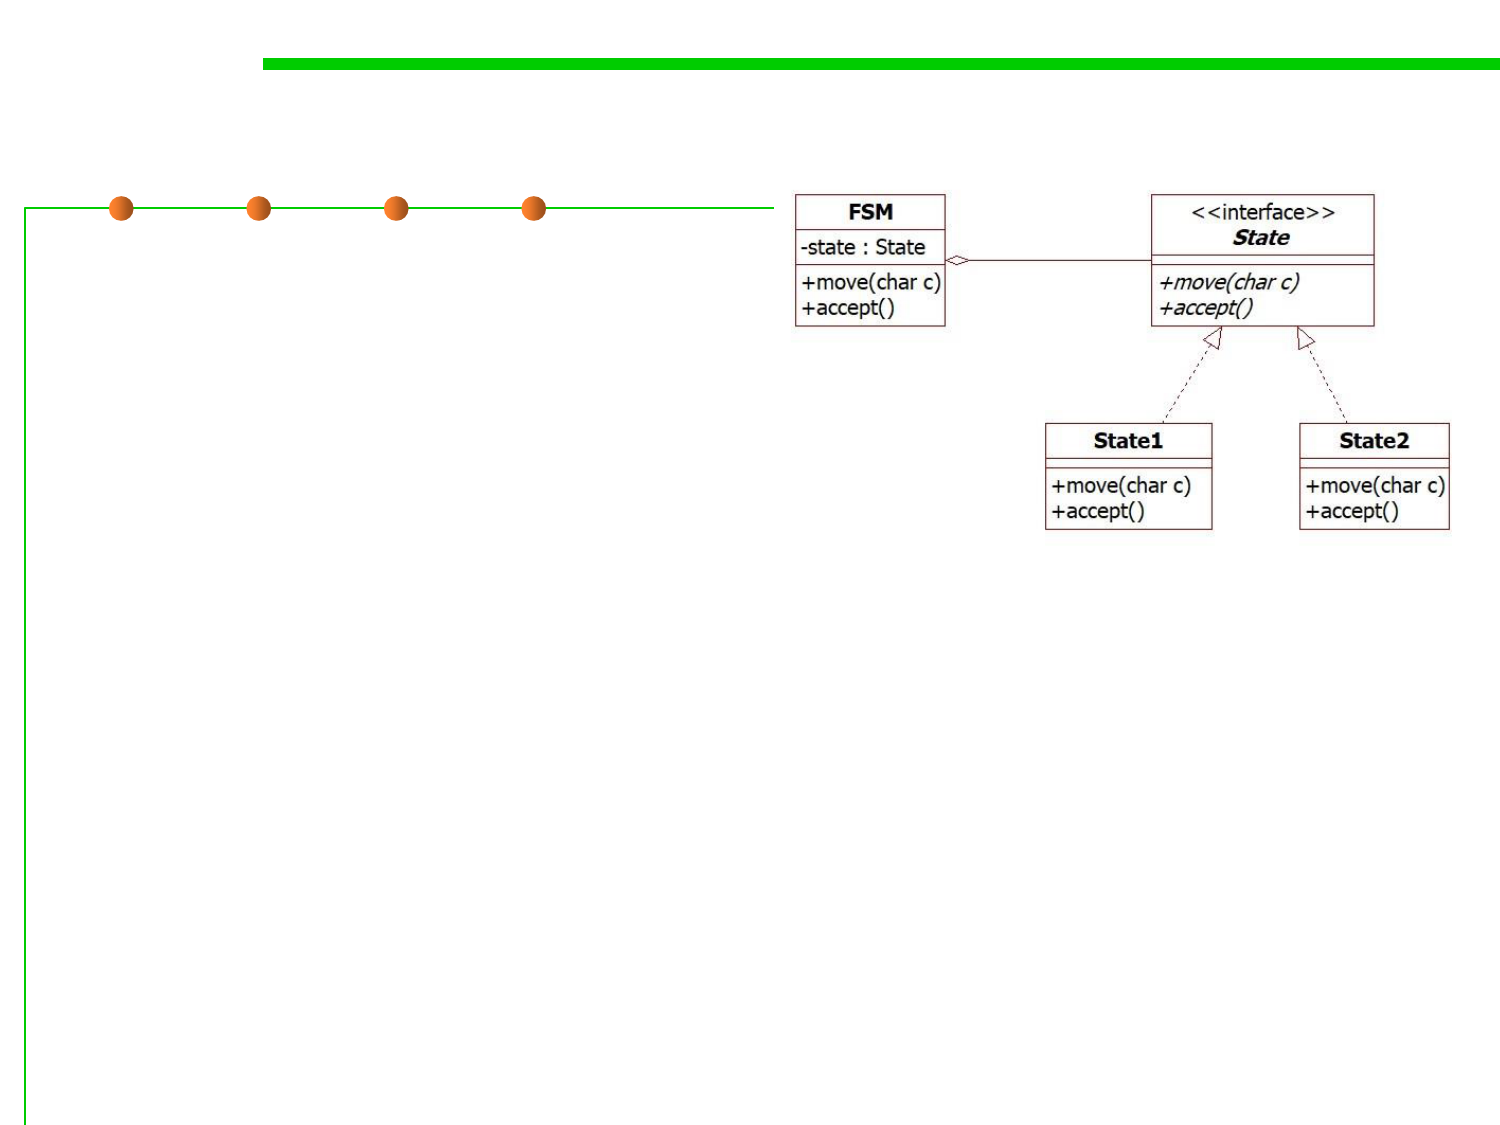 FSM
-state : State
+move(char c)
+accept()
<<interface>>
State
+move(char c)
+accept()
State1
+move(char c)
+accept()
State2
+move(char c)
+accept()